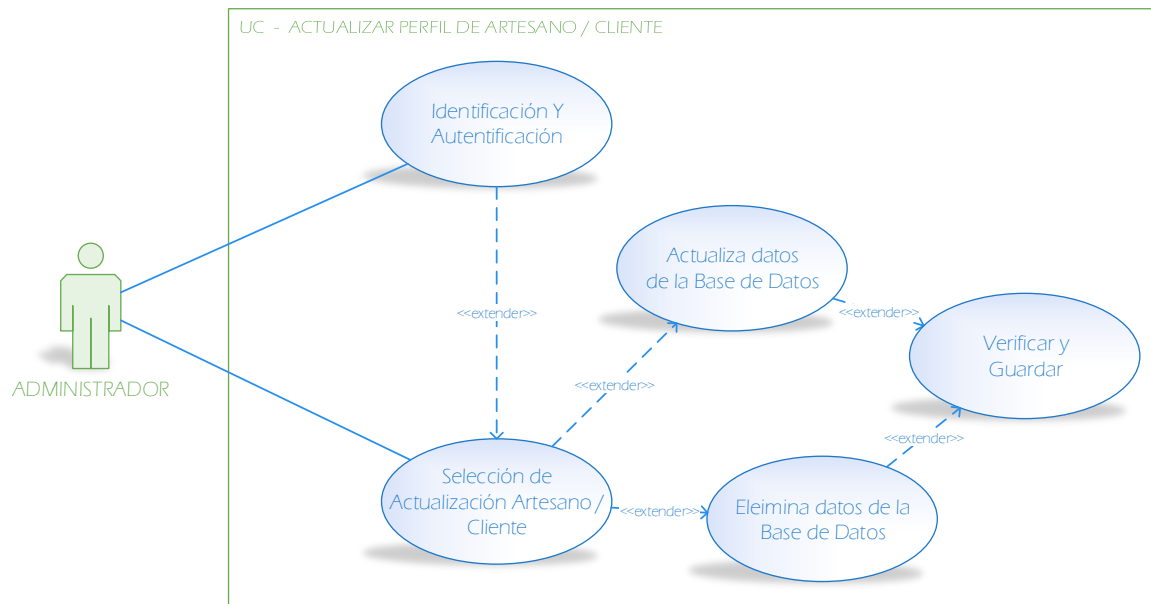 UC - ACTUALIZAR PERFIL DE ARTESANO / CLIENTE
Identificación Y
Autentificación
Actualiza datos
de la Base de Datos
<<extender>>
<<extender>>
Verificar y
Guardar
<<extender>>
ADMINISTRADOR
<<extender>>
Selección de
Actualización Artesano /
Cliente
<<extender>>
Eleimina datos de la
Base de Datos